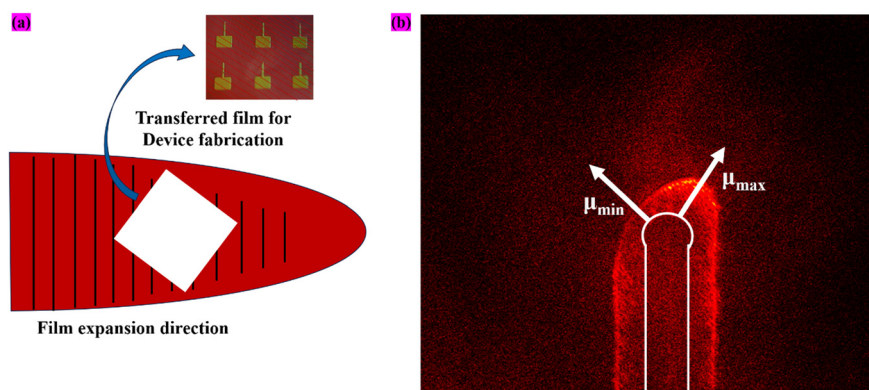 (a)
Transferred film for
Device fabrication
Film expansion direction
(b)
μmin
μmax